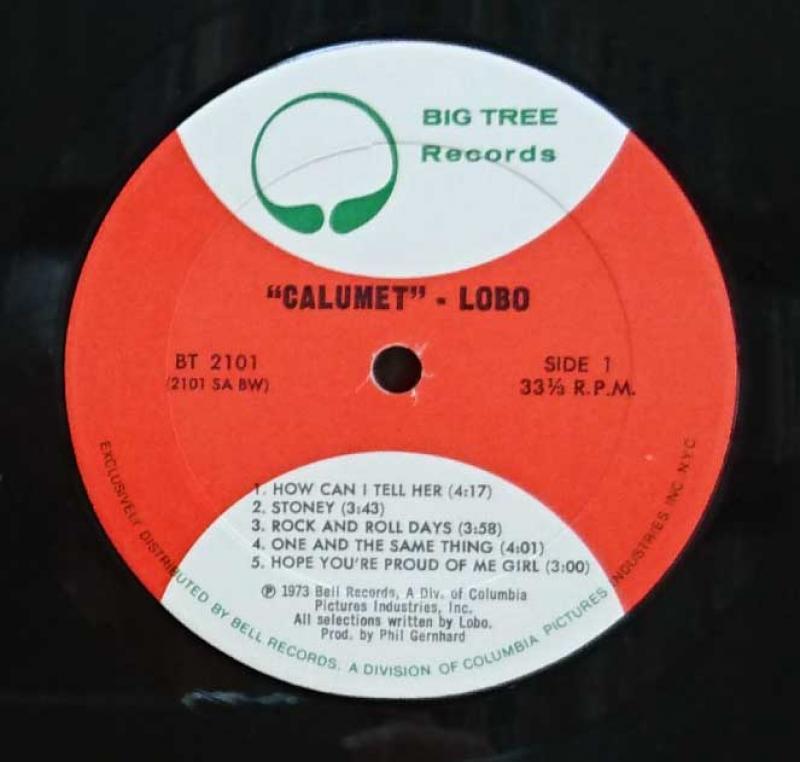 BIG TREE
Records
"CALUMET" - LOBO
BT 2101
(2101 SA BW)
SIDE 1
33⅓ R.P.M.
1. HOW CAN I TELL HER (4:17)
2. STONEY (3:43)
3. ROCK AND ROLL DAYS (3:58)
4. ONE AND THE SAME THING (4:01)
5. HOPE YOU'RE PROUD OF ME GIRL (3:00)
℗ 1973 Bell Records, A Div. of Columbia
Pictures Industries, Inc.
All selections written by Lobo.
Prod. by Phil Gernhard
EXCLUSIVELY DISTRIBUTED BY BELL RECORDS. A DIVISION OF COLUMBIA PICTURES INDUSTRIES INC N.Y.C